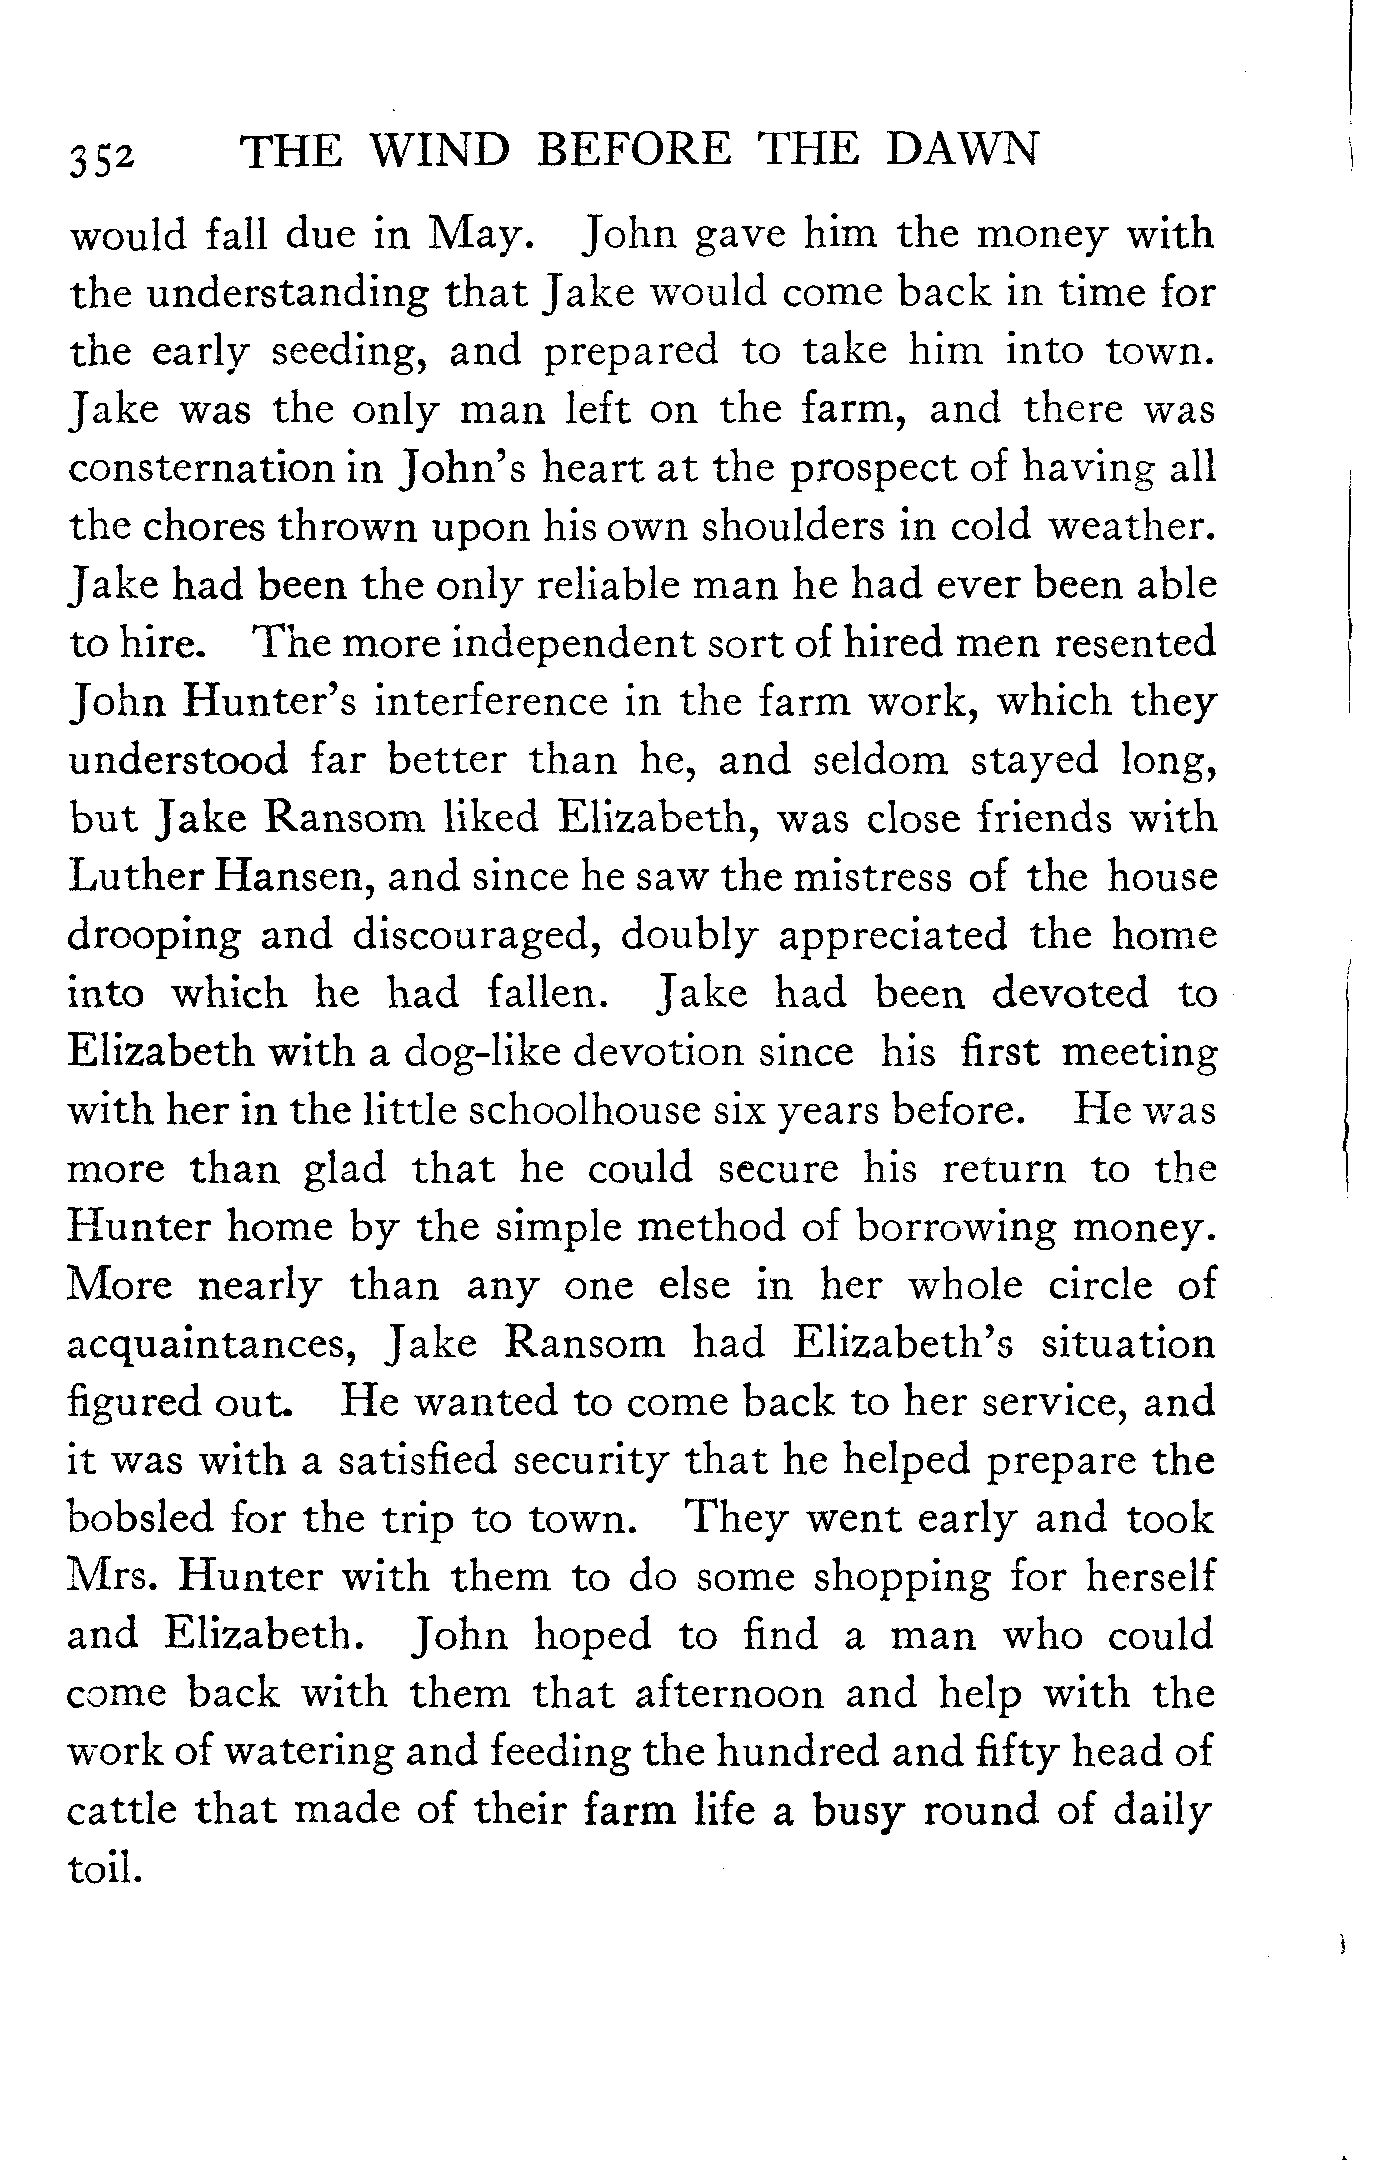 352 THE WIND BEFORE THE DAWN
would fall due in May. John gave him the money with
the understanding that Jake would come back in time for
the early seeding, and prepared to take him into town.
Jake was the only man left on the farm, and there was
consternation in John's heart at the prospect of having all
the chores thrown upon his own shoulders in cold weather.
Jake had been the only reliable man he had ever been able
to hire. The more independent sort of hired men resented
John Hunter's interference in the farm work, which they
understood far better than he, and seldom stayed long,
but Jake Ransom liked Elizabeth, was close friends with
Luther Hansen, and since he saw the mistress of the house
drooping and discouraged, doubly appreciated the home
into which he had fallen. Jake had been devoted to
Elizabeth with a dog-like devotion since his first meeting
with her in the little schoolhouse six years before. He was
more than glad that he could secure his return to the
Hunter home by the simple method of borrowing money.
More nearly than any one else in her whole circle of
acquaintances, Jake Ransom had Elizabeth's situation
figured out. He wanted to come back to her service, and
it was with a satisfied security that he helped prepare the
bobsled for the trip to town. They went early and took
Mrs. Hunter with them to do some shopping for herself
and Elizabeth. John hoped to find a man who could
come back with them that afternoon and help with the
work of watering and feeding the hundred and fifty head of
cattle that made of their farm life a busy round of daily
toil.